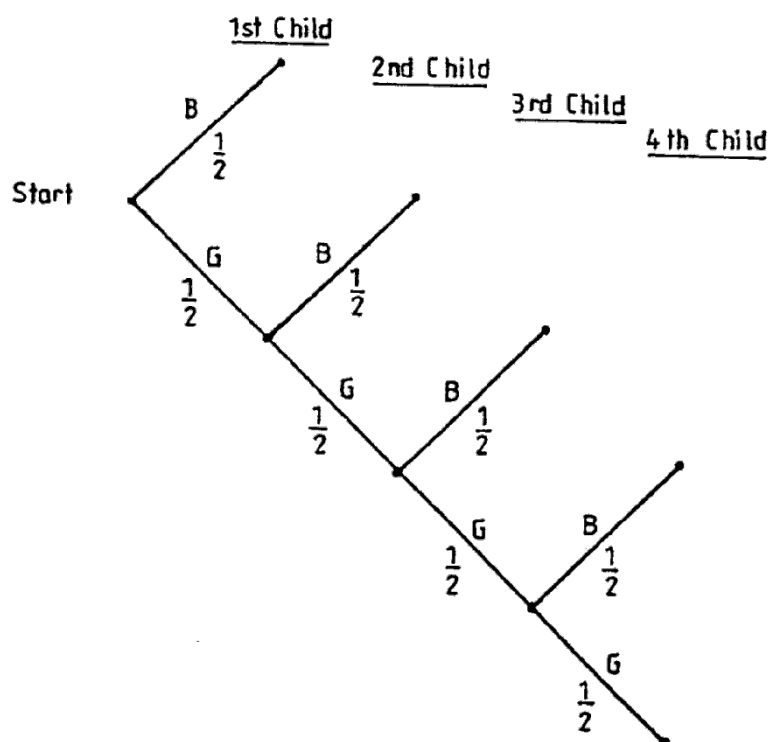 1st Child
2nd Child
3rd Child
4th Child
B
1/2
Start
G
1/2
B
1/2
G
1/2
B
1/2
G
1/2
B
1/2
G
1/2